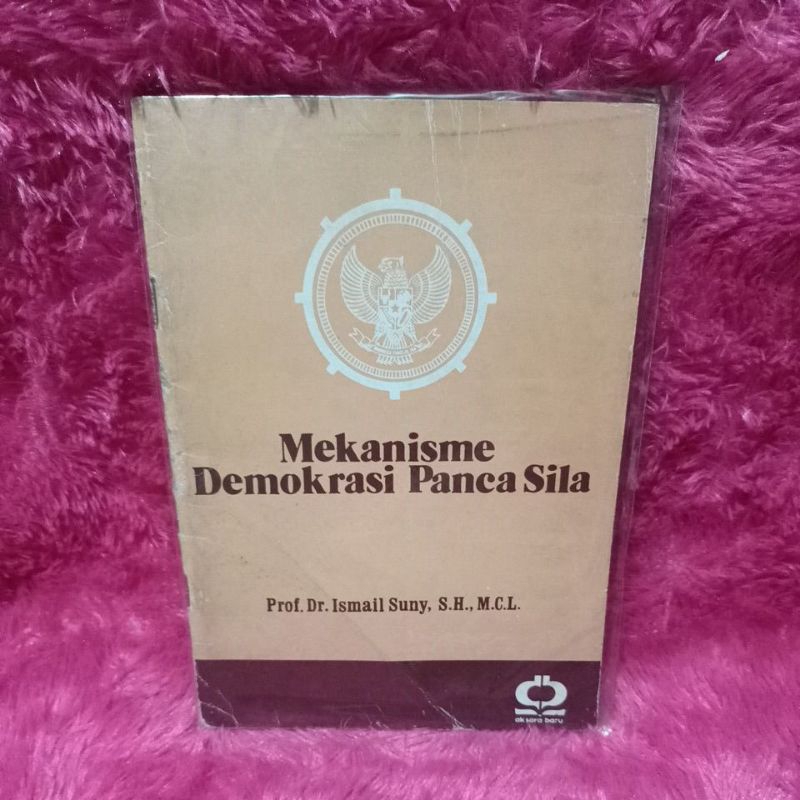 Mekanisme
Demokrasi Panca Sila
Prof. Dr. Ismail Suny, S.H., M.C.L.
aksara baru